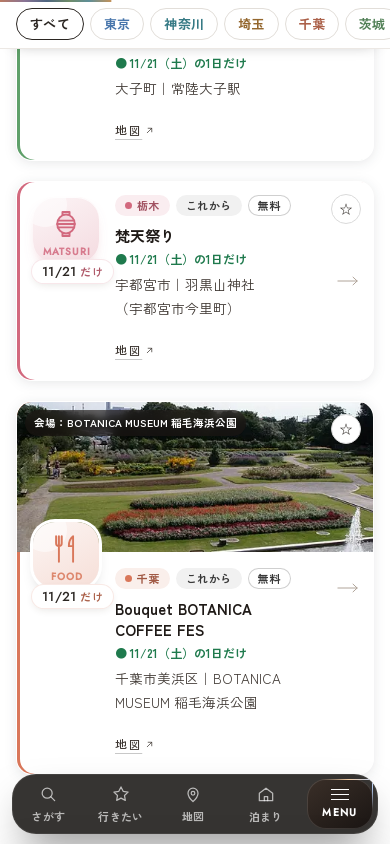 すべて
東京
神奈川
埼玉
千葉
茨城
11/21（土）の1日だけ
大子町｜常陸大子駅
地図
栃木
これから
無料
MATSURI
11/21 だけ
梵天祭り
11/21（土）の1日だけ
宇都宮市｜羽黒山神社
（宇都宮市今里町）
地図
会場：BOTANICA MUSEUM 稲毛海浜公園
FOOD
11/21 だけ
千葉
これから
無料
Bouquet BOTANICA
COFFEE FES
11/21（土）の1日だけ
千葉市美浜区｜BOTANICA
MUSEUM 稲毛海浜公園
地図
さがす
行きたい
地図
泊まり
MENU